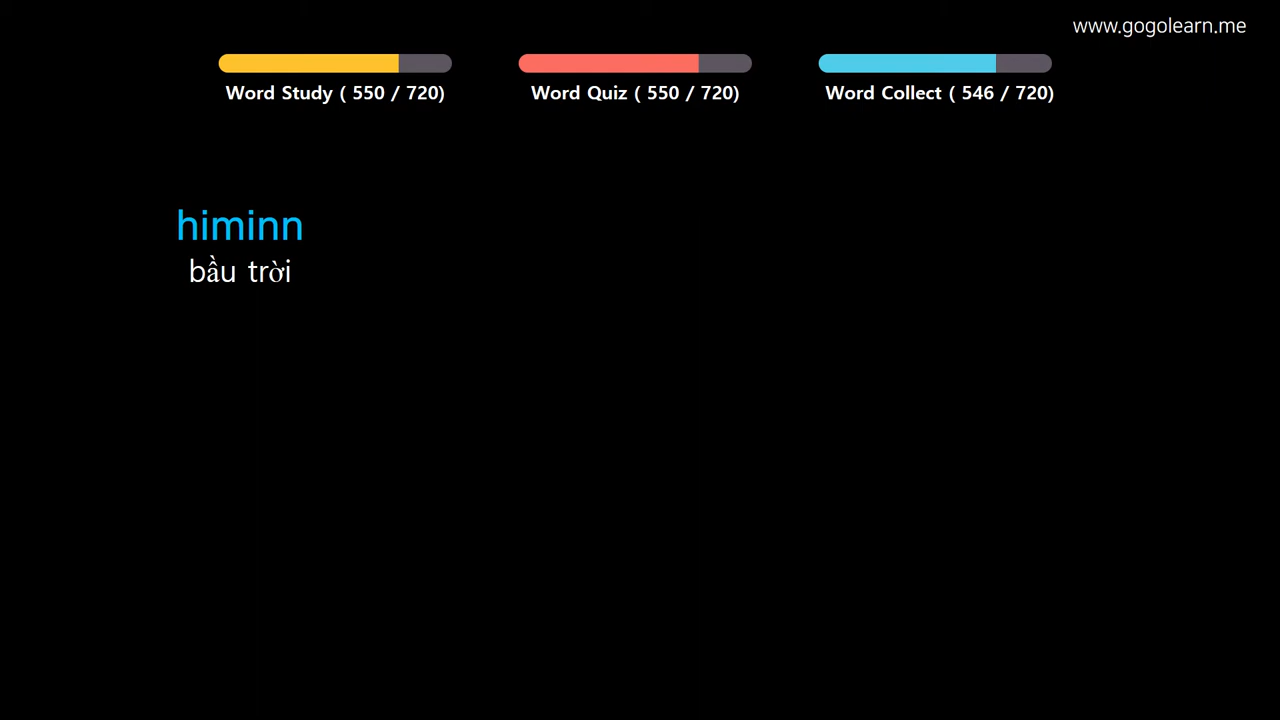 www.gogolearn.me
Word Study ( 550 / 720)
Word Quiz ( 550 / 720)
Word Collect ( 546 / 720)
himinn
bầu trời